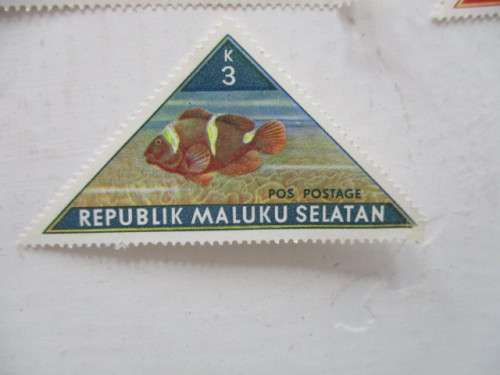 K
3
POS POSTAGE
REPUBLIK MALUKU SELATAN